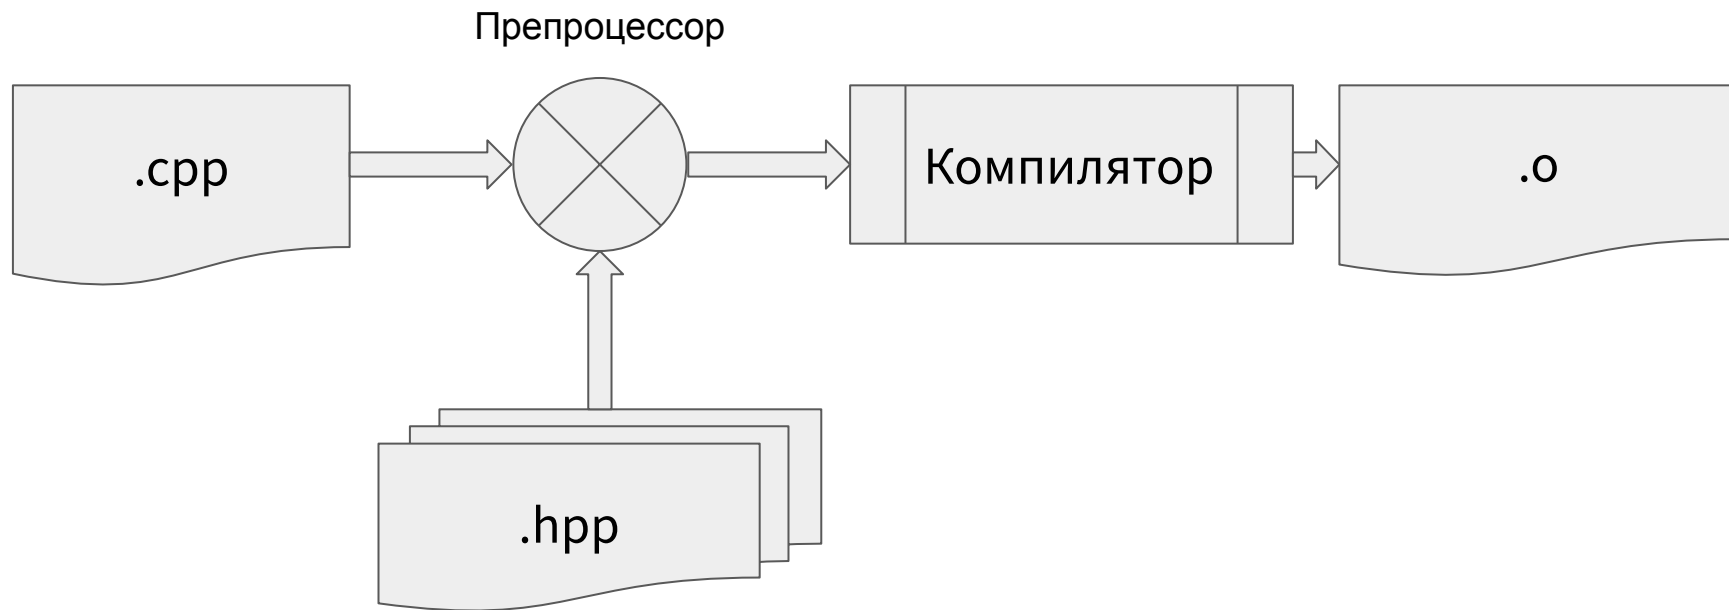 Препроцессор
.cpp
Компилятор
.o
.hpp